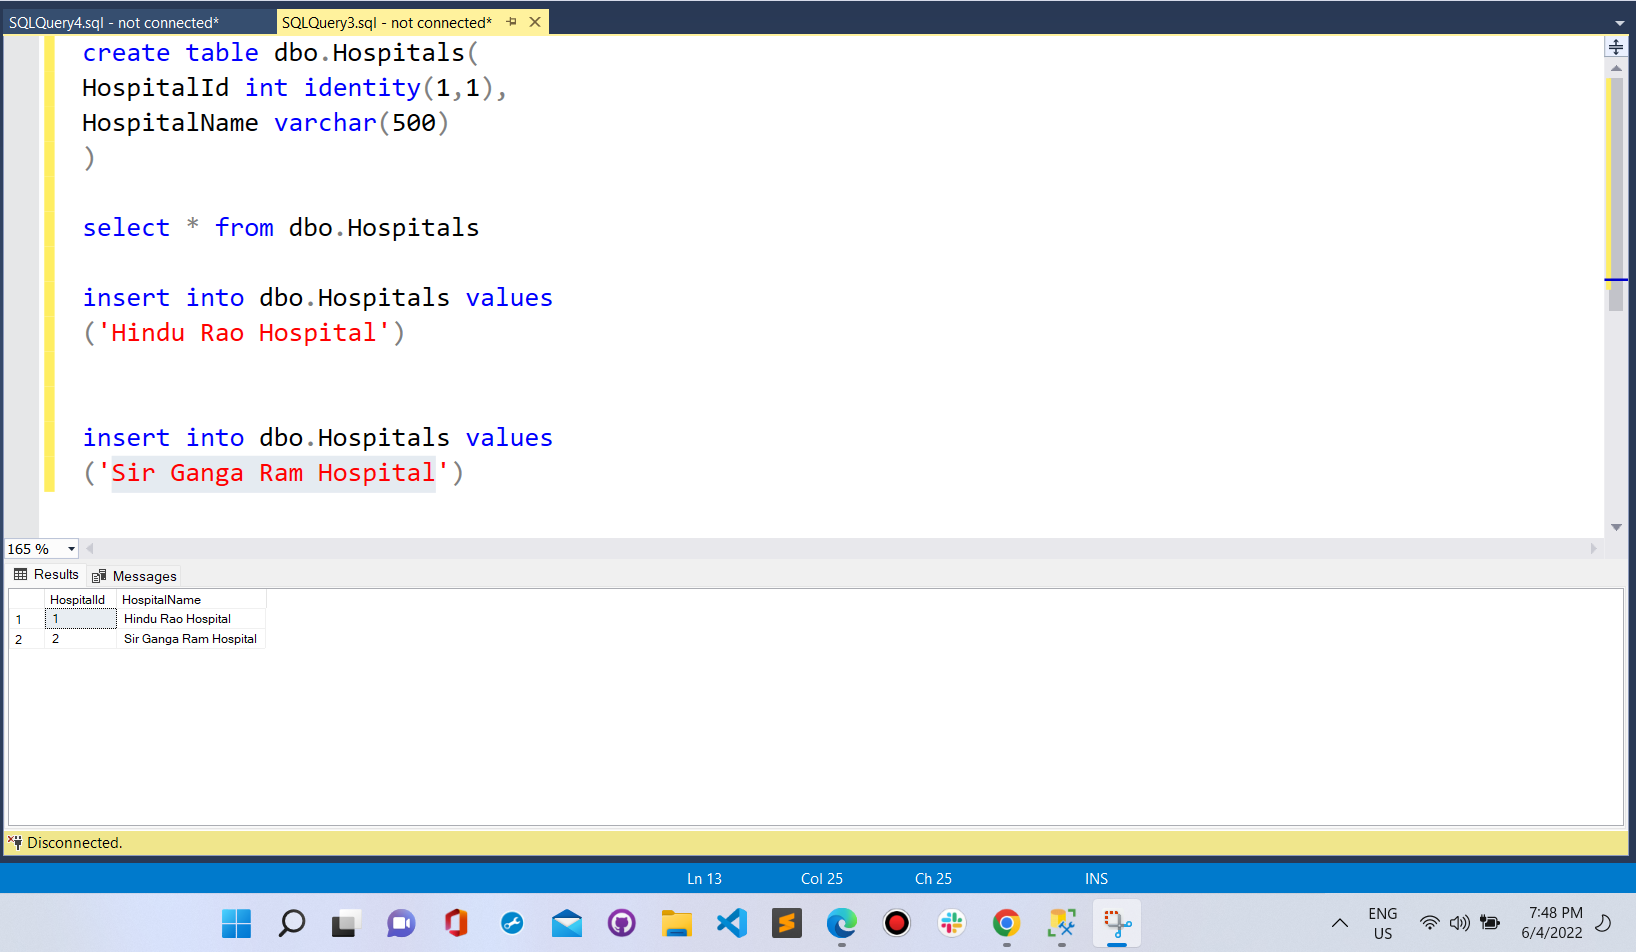 SQLQuery4.sql - not connected* SQLQuery3.sql - not connected*
create table dbo.Hospitals(
HospitalId int identity(1,1),
HospitalName varchar(500)
)
select * from dbo.Hospitals
insert into dbo.Hospitals values
('Hindu Rao Hospital')
insert into dbo.Hospitals values
('Sir Ganga Ram Hospital')
165 %
Results Messages
HospitalId HospitalName
1 1 Hindu Rao Hospital
2 2 Sir Ganga Ram Hospital
Disconnected.
Ln 13 Col 25 Ch 25 INS
ENG 7:48 PM
US 6/4/2022